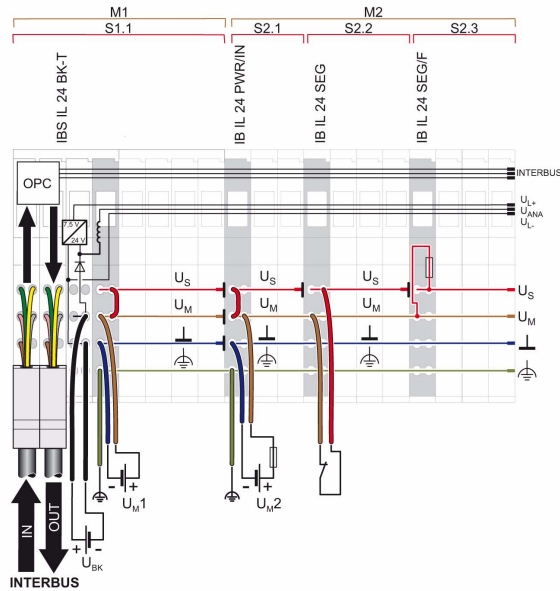 M1 M2
S1.1 S2.1 S2.2 S2.3
IBS IL 24 BK-T
IB IL 24 PWR/IN
IB IL 24 SEG
IB IL 24 SEG/F
OPC
INTERBUS
7.5 V
24 V
UL+
UANA
UL-
US US US US
UM UM UM UM
- +
UM1
- +
UM2
IN
OUT
+ -
UBK
INTERBUS